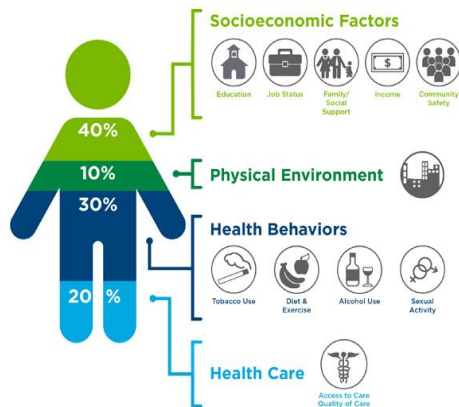 Socioeconomic Factors
$
Education
Job Status
Family/
Social
Support
Income
Community
Safety
40%
10%
Physical Environment
30%
Health Behaviors
Tobacco Use
Diet &
Exercise
Alcohol Use
Sexual
Activity
20%
Health Care
Access to Care
Quality of Care